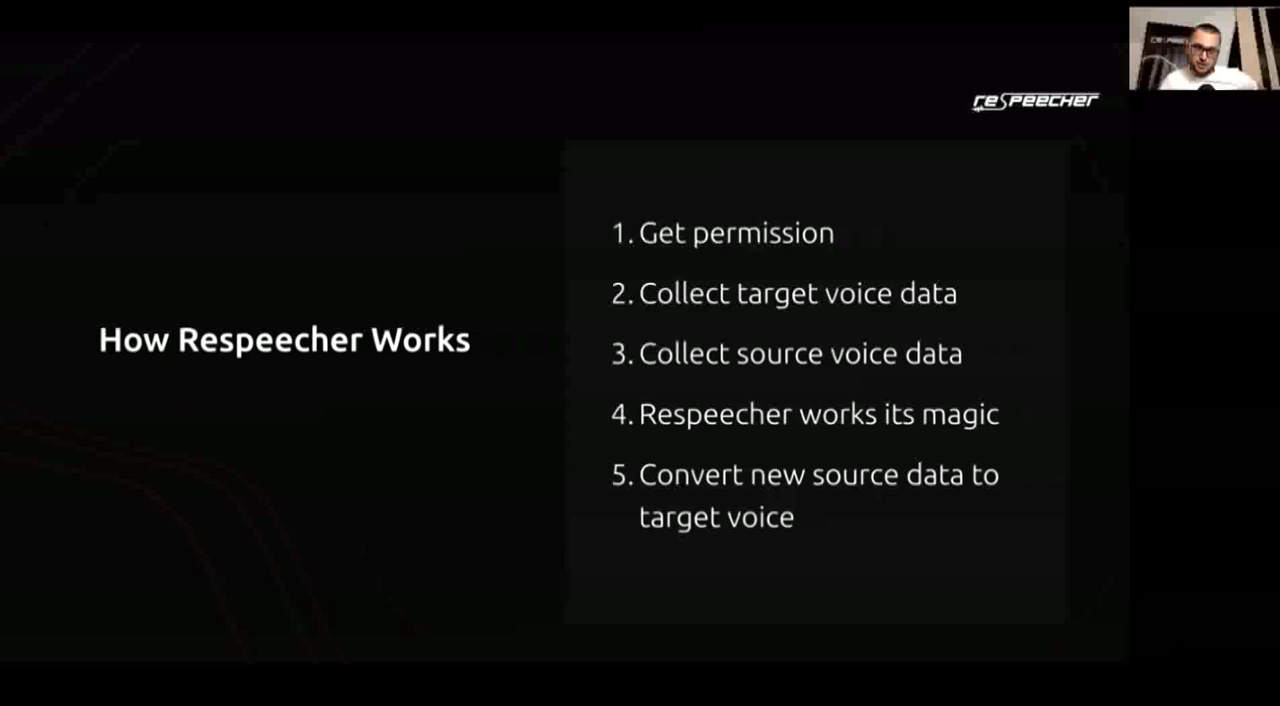 reSpeecher
How Respeecher Works
1. Get permission
2. Collect target voice data
3. Collect source voice data
4. Respeecher works its magic
5. Convert new source data to
target voice